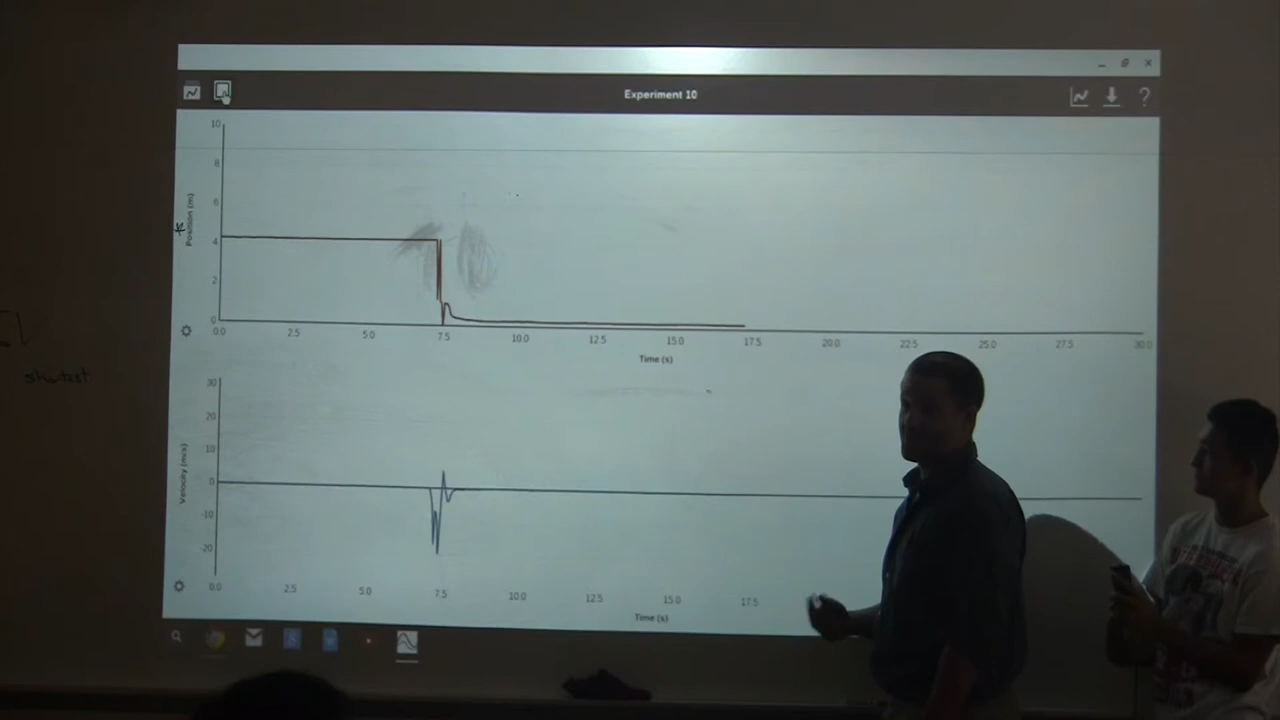 Experiment 10
?
10
8
6
4
2
0
Position (m)
0.0 2.5 5.0 7.5 10.0 12.5 15.0 17.5 20.0 22.5 25.0 27.5 30.0
Time (s)
shortest
30
20
10
0
-10
-20
Velocity (m/s)
0.0 2.5 5.0 7.5 10.0 12.5 15.0 17.5
Time (s)